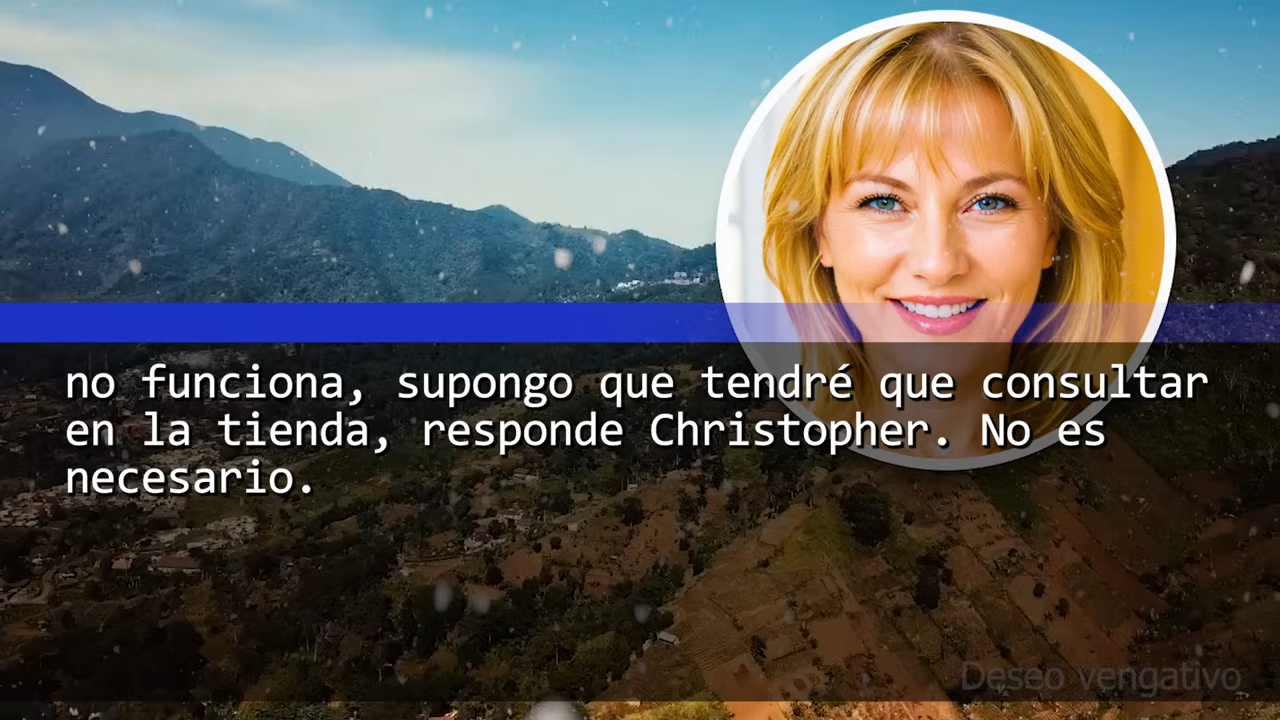 no funciona, supongo que tendré que consultar
en la tienda, responde Christopher. No es
necesario.
Deseo vengativo